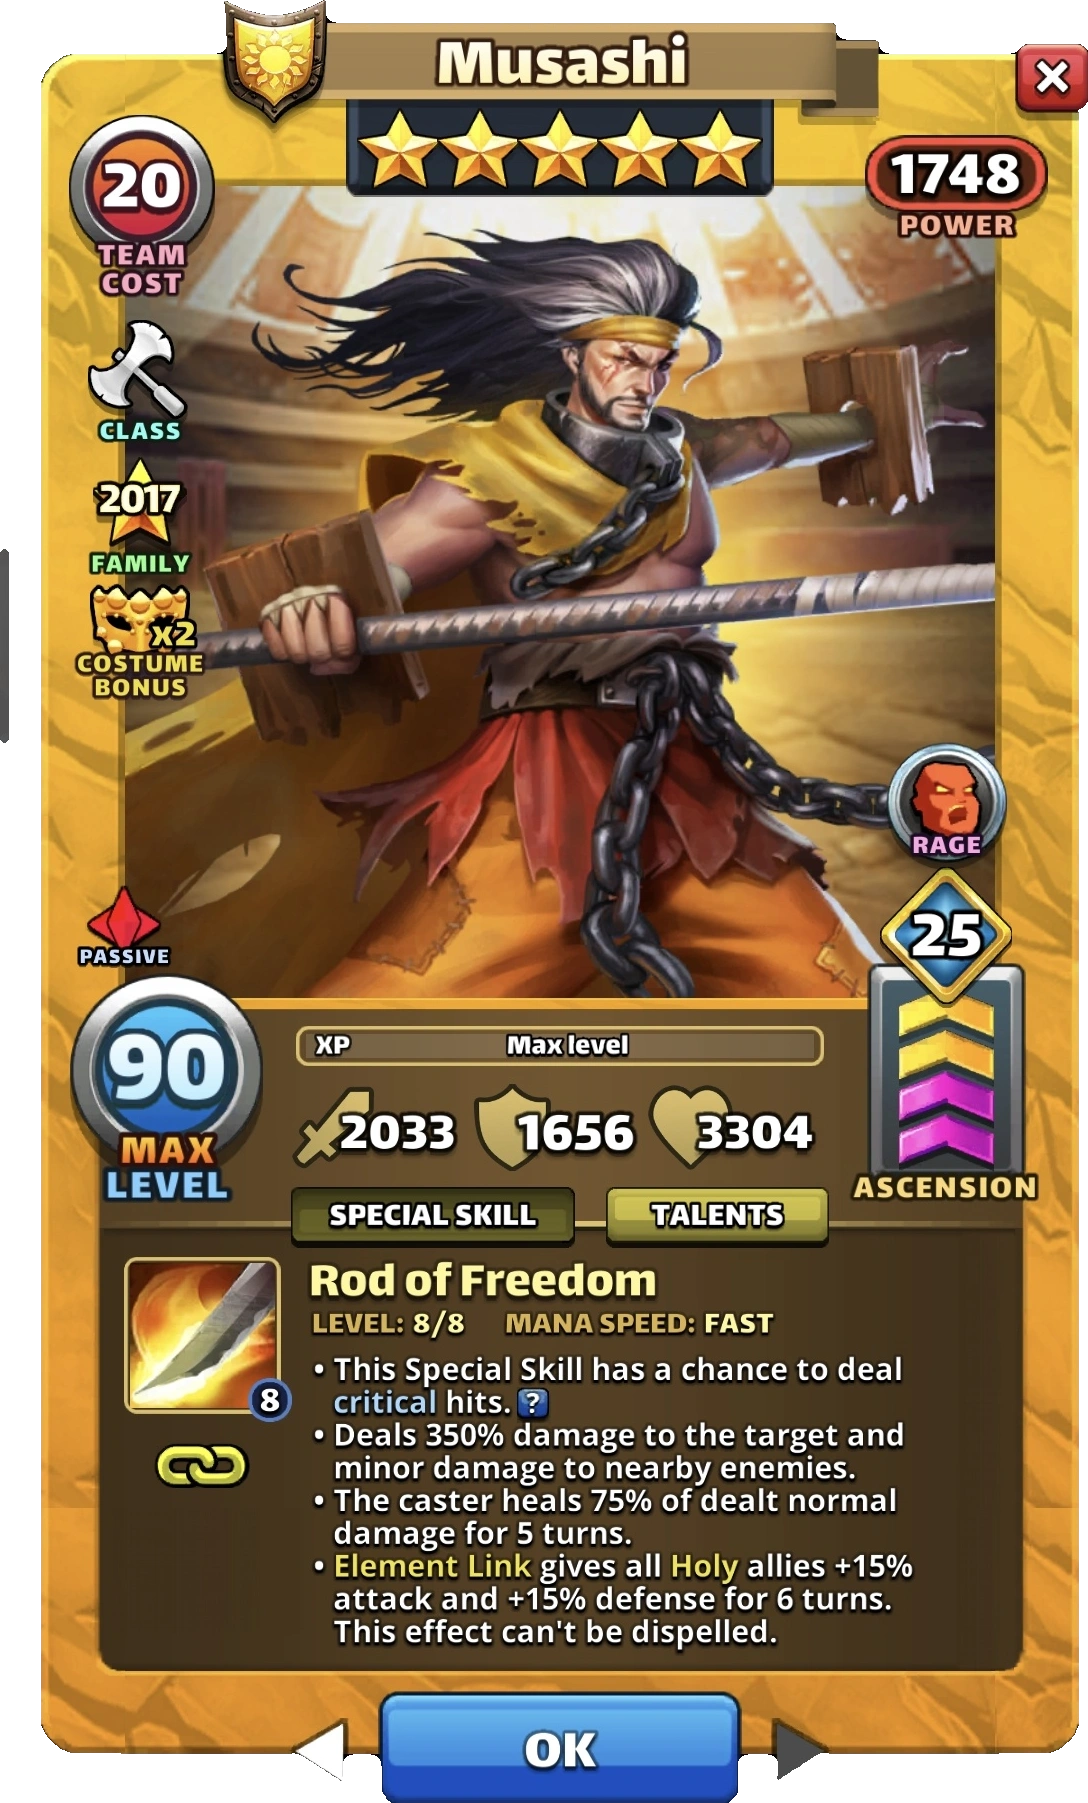 Musashi
20
TEAM
COST
1748
POWER
CLASS
2017
FAMILY
x2
COSTUME
BONUS
RAGE
25
PASSIVE
90
MAX
LEVEL
XP Max level
2033 1656 3304
ASCENSION
SPECIAL SKILL TALENTS
Rod of Freedom
LEVEL: 8/8 MANA SPEED: FAST
8
• This Special Skill has a chance to deal
critical hits. ?
• Deals 350% damage to the target and
minor damage to nearby enemies.
• The caster heals 75% of dealt normal
damage for 5 turns.
• Element Link gives all Holy allies +15%
attack and +15% defense for 6 turns.
This effect can't be dispelled.
OK